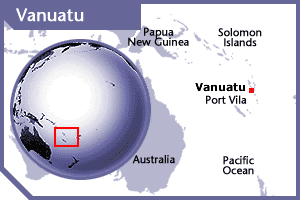 Vanuatu
Papua
New Guinea
Solomon
Islands
Vanuatu
Port Vila
Australia
Pacific
Ocean